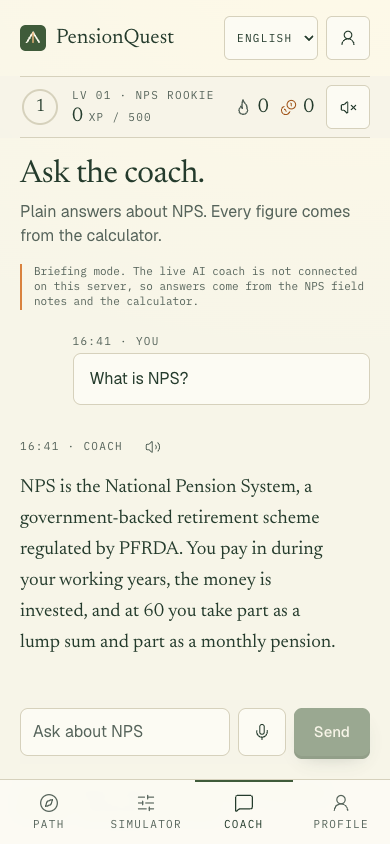 PensionQuest
ENGLISH
1
LV 01 · NPS ROOKIE
0 XP / 500
0
0
Ask the coach.
Plain answers about NPS. Every figure comes
from the calculator.
Briefing mode. The live AI coach is not connected
on this server, so answers come from the NPS field
notes and the calculator.
16:41 · YOU
What is NPS?
16:41 · COACH
NPS is the National Pension System, a
government-backed retirement scheme
regulated by PFRDA. You pay in during
your working years, the money is
invested, and at 60 you take part as a
lump sum and part as a monthly pension.
Ask about NPS
Send
PATH
SIMULATOR
COACH
PROFILE